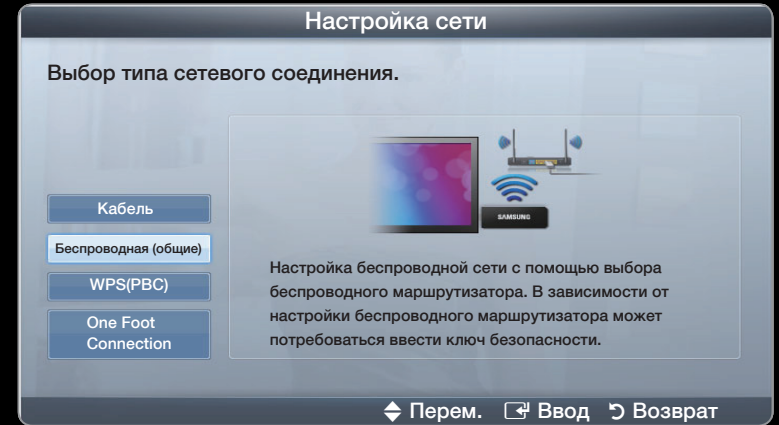 Настройка сети
Выбор типа сетевого соединения.
Кабель
Беспроводная (общие)
WPS(PBC)
One Foot
Connection
SAMSUNG
Настройка беспроводной сети с помощью выбора
беспроводного маршрутизатора. В зависимости от
настройки беспроводного маршрутизатора может
потребоваться ввести ключ безопасности.
Перем. Ввод Возврат